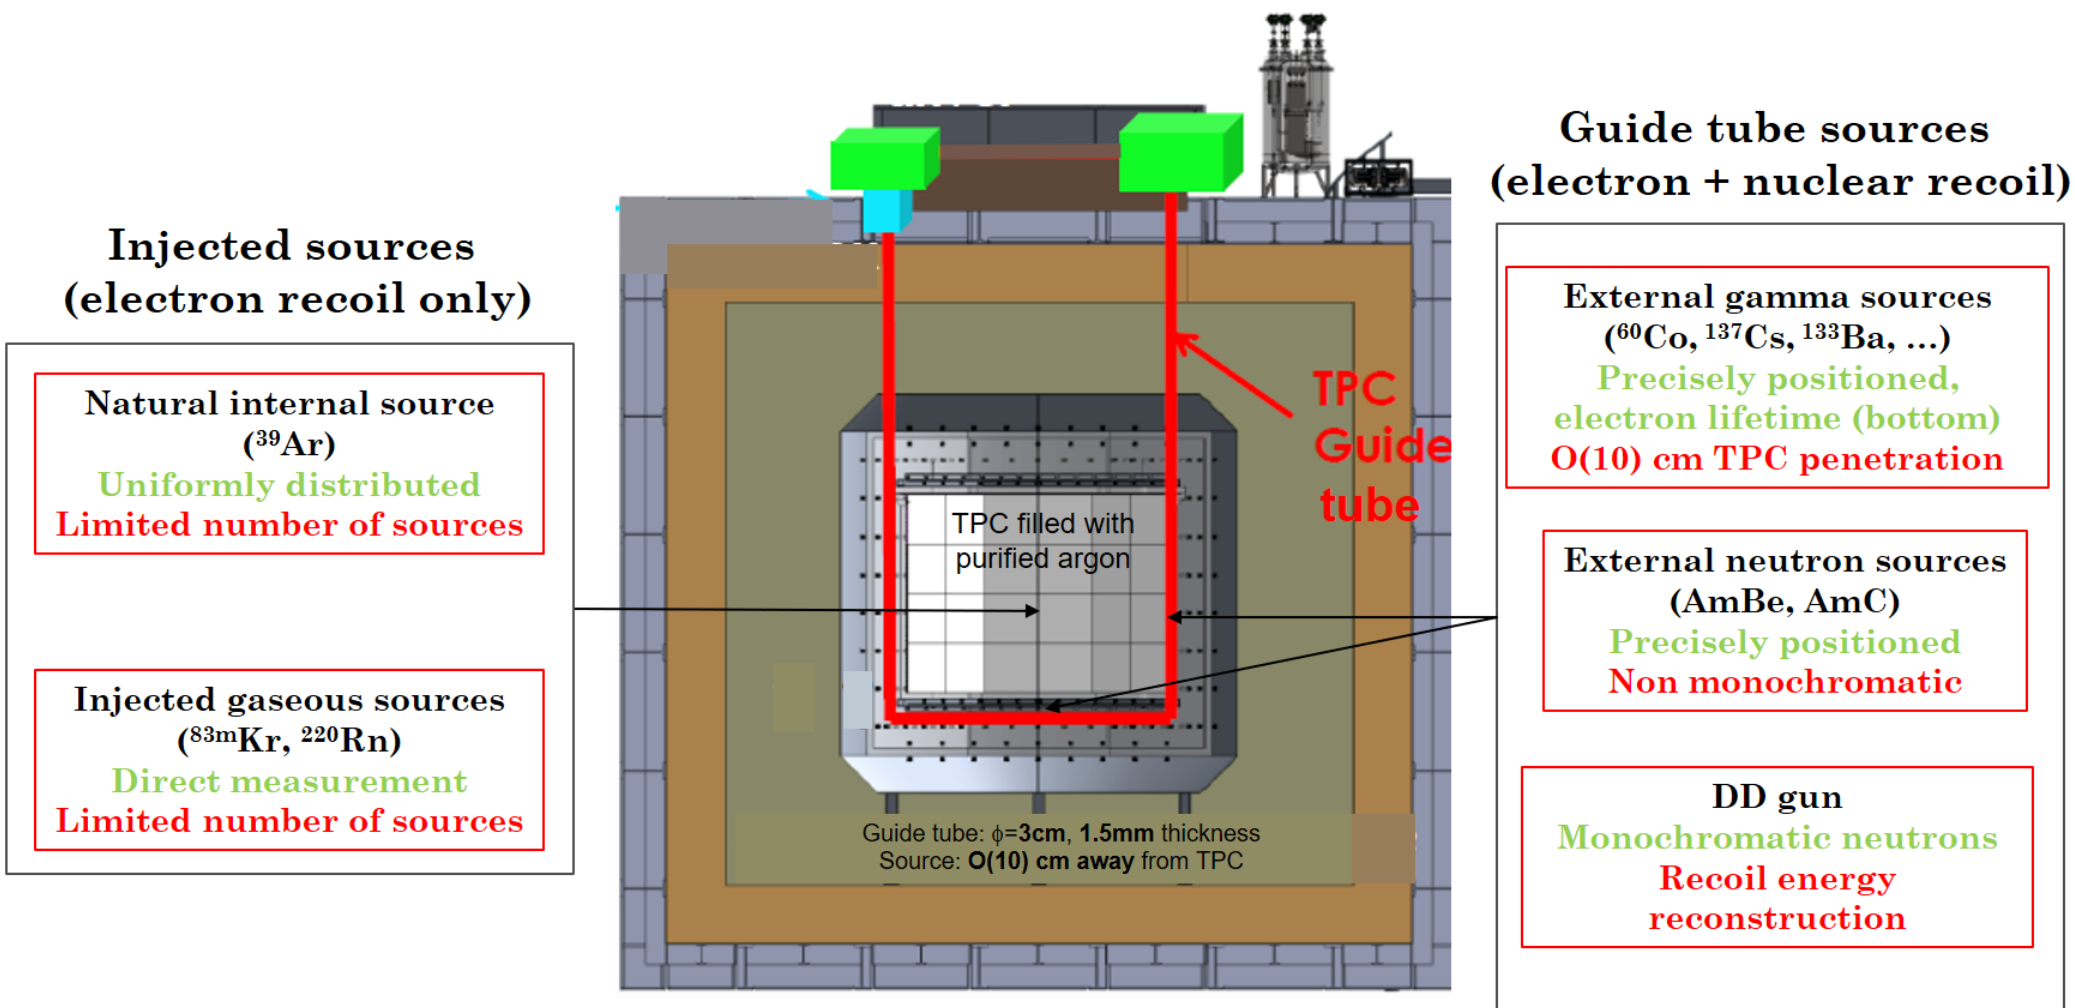 Injected sources
(electron recoil only)
Natural internal source
(³⁹Ar)
Uniformly distributed
Limited number of sources
Injected gaseous sources
(⁸³ᵐKr, ²²⁰Rn)
Direct measurement
Limited number of sources
TPC
Guide
tube
TPC filled with
purified argon
Guide tube: ϕ=3cm, 1.5mm thickness
Source: O(10) cm away from TPC
Guide tube sources
(electron + nuclear recoil)
External gamma sources
(⁶⁰Co, ¹³⁷Cs, ¹³³Ba, ...)
Precisely positioned,
electron lifetime (bottom)
O(10) cm TPC penetration
External neutron sources
(AmBe, AmC)
Precisely positioned
Non monochromatic
DD gun
Monochromatic neutrons
Recoil energy
reconstruction